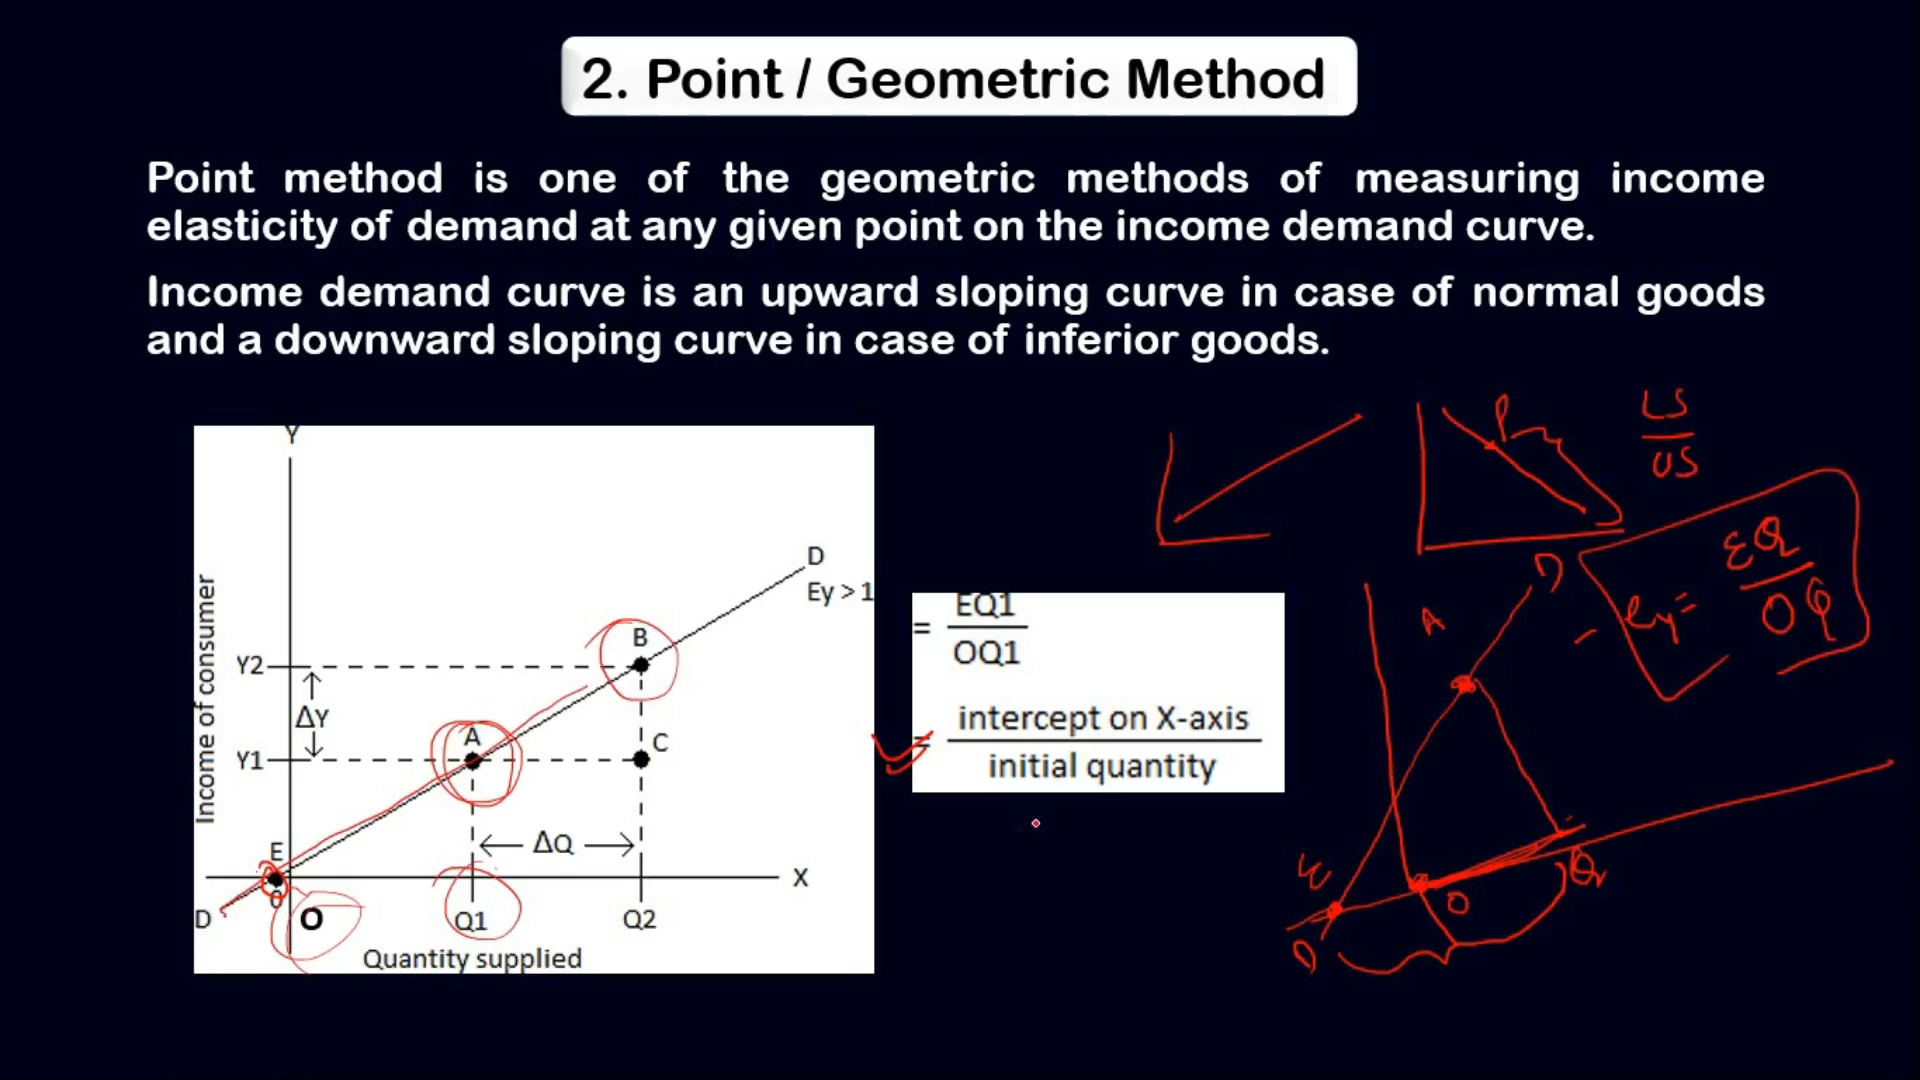 2. Point / Geometric Method
Point method is one of the geometric methods of measuring income
elasticity of demand at any given point on the income demand curve.
Income demand curve is an upward sloping curve in case of normal goods
and a downward sloping curve in case of inferior goods.
Y
D
Ey > 1
B
Y2
ΔY
A
C
Y1
ΔQ
E
0
X
D
O
Q1
Q2
Income of consumer
Quantity supplied
= EQ1
OQ1
= intercept on X-axis
initial quantity
P
LS
US
ey = EQ
OQ
D
A
E
O
Q
D